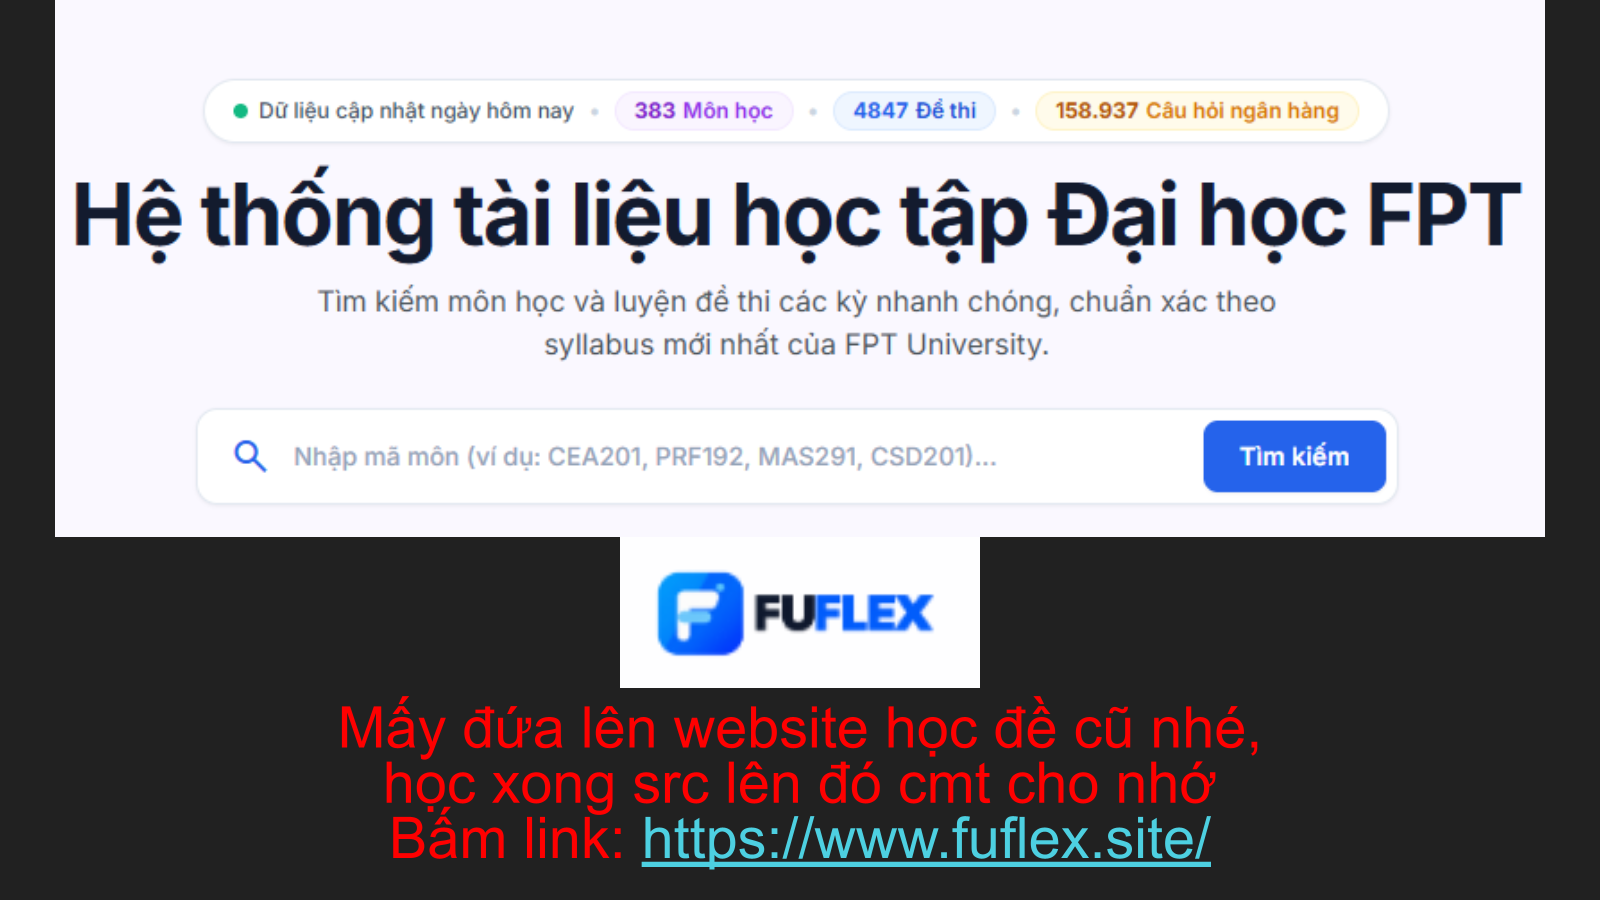 Dữ liệu cập nhật ngày hôm nay • 383 Môn học • 4847 Đề thi • 158.937 Câu hỏi ngân hàng
Hệ thống tài liệu học tập Đại học FPT
Tìm kiếm môn học và luyện đề thi các kỳ nhanh chóng, chuẩn xác theo
syllabus mới nhất của FPT University.
Nhập mã môn (ví dụ: CEA201, PRF192, MAS291, CSD201)... Tìm kiếm
FUFLEX
Mấy đứa lên website học đề cũ nhé,
học xong src lên đó cmt cho nhớ
Bấm link: https://www.fuflex.site/